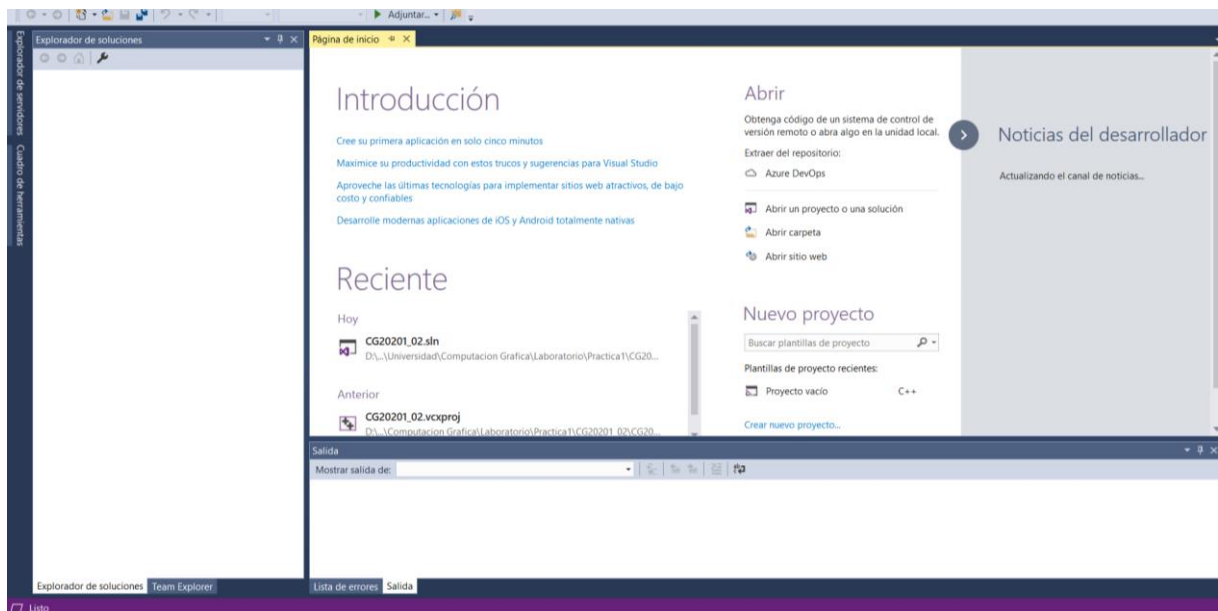 Adjuntar...
Explorador de servidores
Cuadro de herramientas
Explorador de soluciones
Página de inicio
Introducción
Cree su primera aplicación en solo cinco minutos
Maximice su productividad con estos trucos y sugerencias para Visual Studio
Aproveche las últimas tecnologías para implementar sitios web atractivos, de bajo
costo y confiables
Desarrolle modernas aplicaciones de iOS y Android totalmente nativas
Reciente
Hoy
CG20201_02.sln
D:\...\Universidad\Computacion Grafica\Laboratorio\Practica1\CG20...
Anterior
CG20201_02.vcxproj
D:\...\Computacion Grafica\Laboratorio\Practica1\CG20201_02\CG20...
Abrir
Obtenga código de un sistema de control de
versión remoto o abra algo en la unidad local.
Extraer del repositorio:
Azure DevOps
Abrir un proyecto o una solución
Abrir carpeta
Abrir sitio web
Nuevo proyecto
Buscar plantillas de proyecto
Plantillas de proyecto recientes:
Proyecto vacío C++
Crear nuevo proyecto...
Noticias del desarrollador
Actualizando el canal de noticias...
Salida
Mostrar salida de:
Explorador de soluciones Team Explorer
Lista de errores Salida
Listo